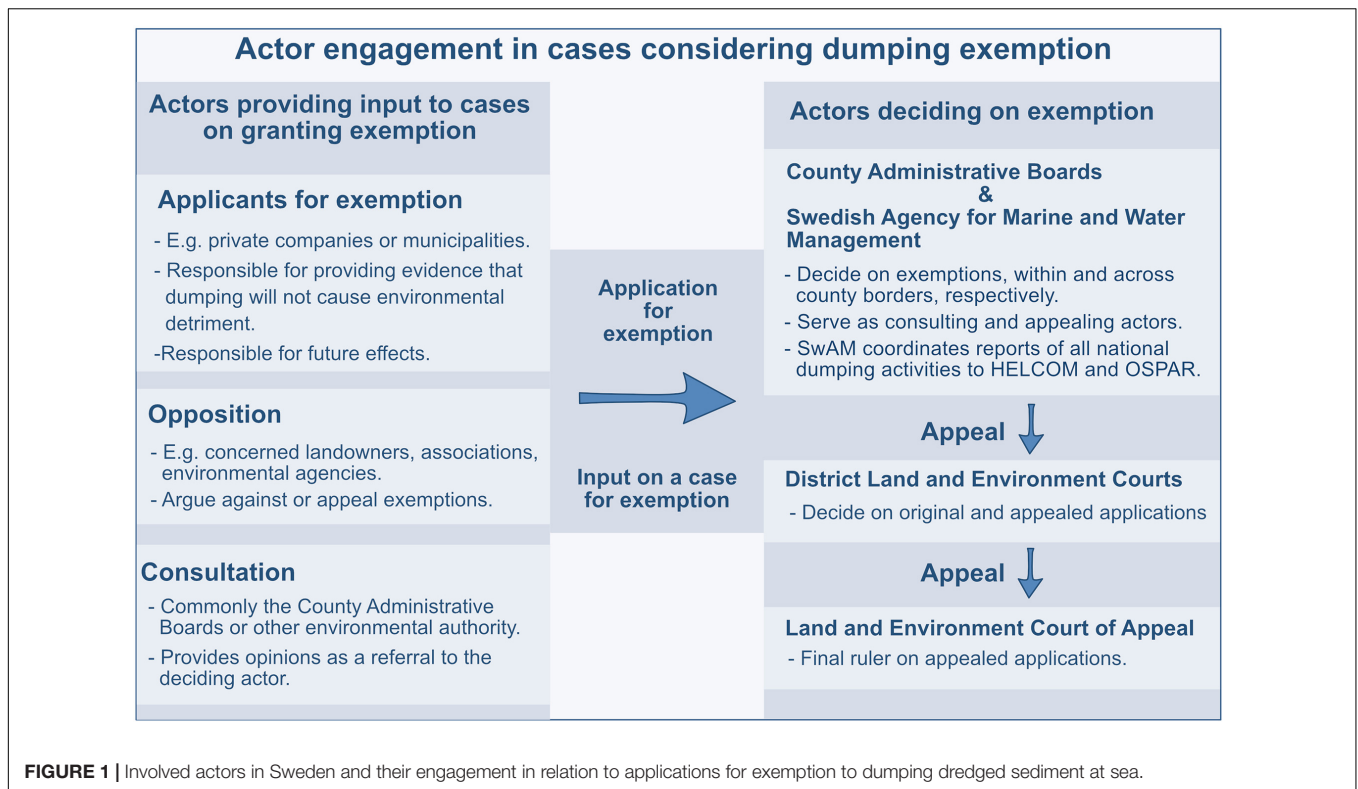 Actor engagement in cases considering dumping exemption
Actors providing input to cases
on granting exemption
Applicants for exemption
- E.g. private companies or municipalities.
- Responsible for providing evidence that
dumping will not cause environmental
detriment.
-Responsible for future effects.
Opposition
- E.g. concerned landowners, associations,
environmental agencies.
- Argue against or appeal exemptions.
Consultation
- Commonly the County Administrative
Boards or other environmental authority.
- Provides opinions as a referral to the
deciding actor.
Application
for
exemption
Input on a case
for exemption
Actors deciding on exemption
County Administrative Boards
&
Swedish Agency for Marine and Water
Management
- Decide on exemptions, within and across
county borders, respectively.
- Serve as consulting and appealing actors.
- SwAM coordinates reports of all national
dumping activities to HELCOM and OSPAR.
Appeal
District Land and Environment Courts
- Decide on original and appealed applications
Appeal
Land and Environment Court of Appeal
- Final ruler on appealed applications.
FIGURE 1 | Involved actors in Sweden and their engagement in relation to applications for exemption to dumping dredged sediment at sea.